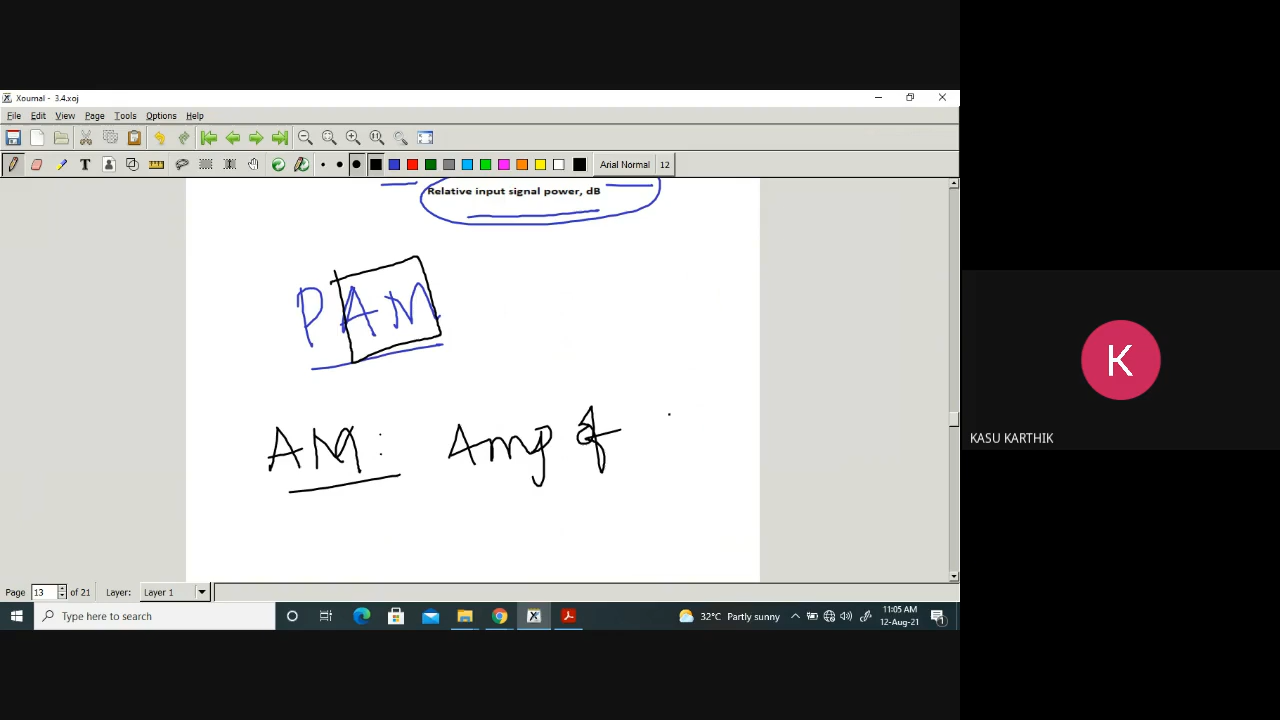 Xournal - 3.4.xoj
File Edit View Page Tools Options Help
Arial Normal 12
Relative input signal power, dB
PAM
AM: Amp of
K
KASU KARTHIK
Page 13 of 21 Layer: Layer 1
Type here to search
32°C Partly sunny
11:05 AM
12-Aug-21
1